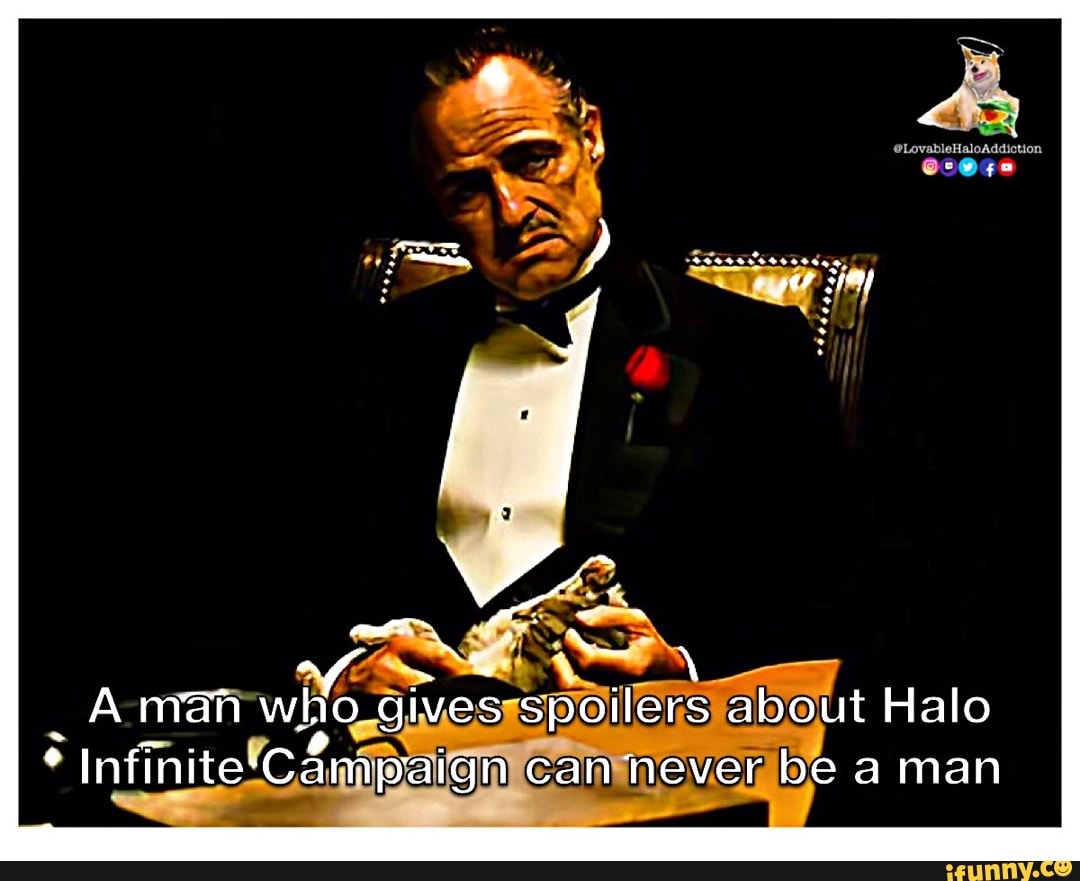 @LovableHaloAddiction
A man who gives spoilers about Halo
Infinite Campaign can never be a man
ifunny.co